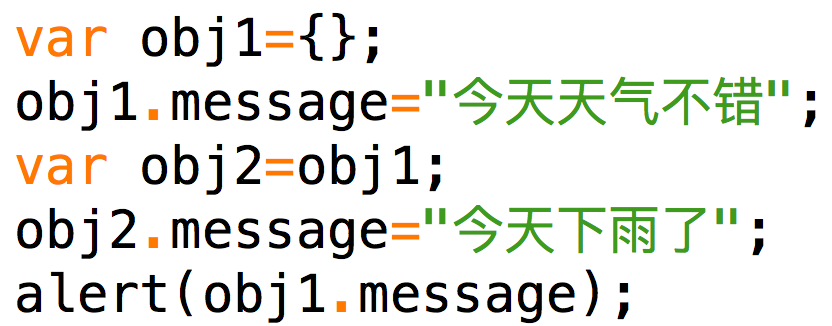 var obj1={};
obj1.message="今天天气不错";
var obj2=obj1;
obj2.message="今天下雨了";
alert(obj1.message);